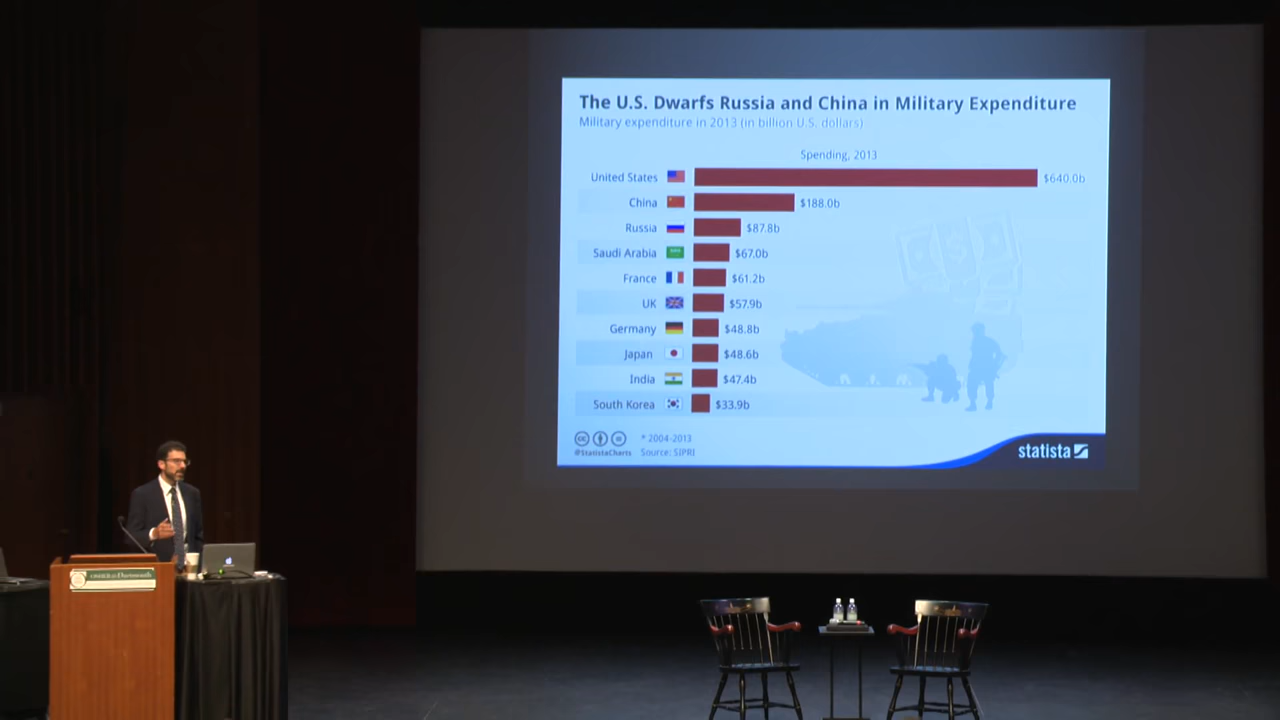 The U.S. Dwarfs Russia and China in Military Expenditure
Military expenditure in 2013 (in billion U.S. dollars)
Spending, 2013
United States $640.0b
China $188.0b
Russia $87.8b
Saudi Arabia $67.0b
France $61.2b
UK $57.9b
Germany $48.8b
Japan $48.6b
India $47.4b
South Korea $33.9b
* 2004-2013
@StatistaCharts Source: SIPRI
statista